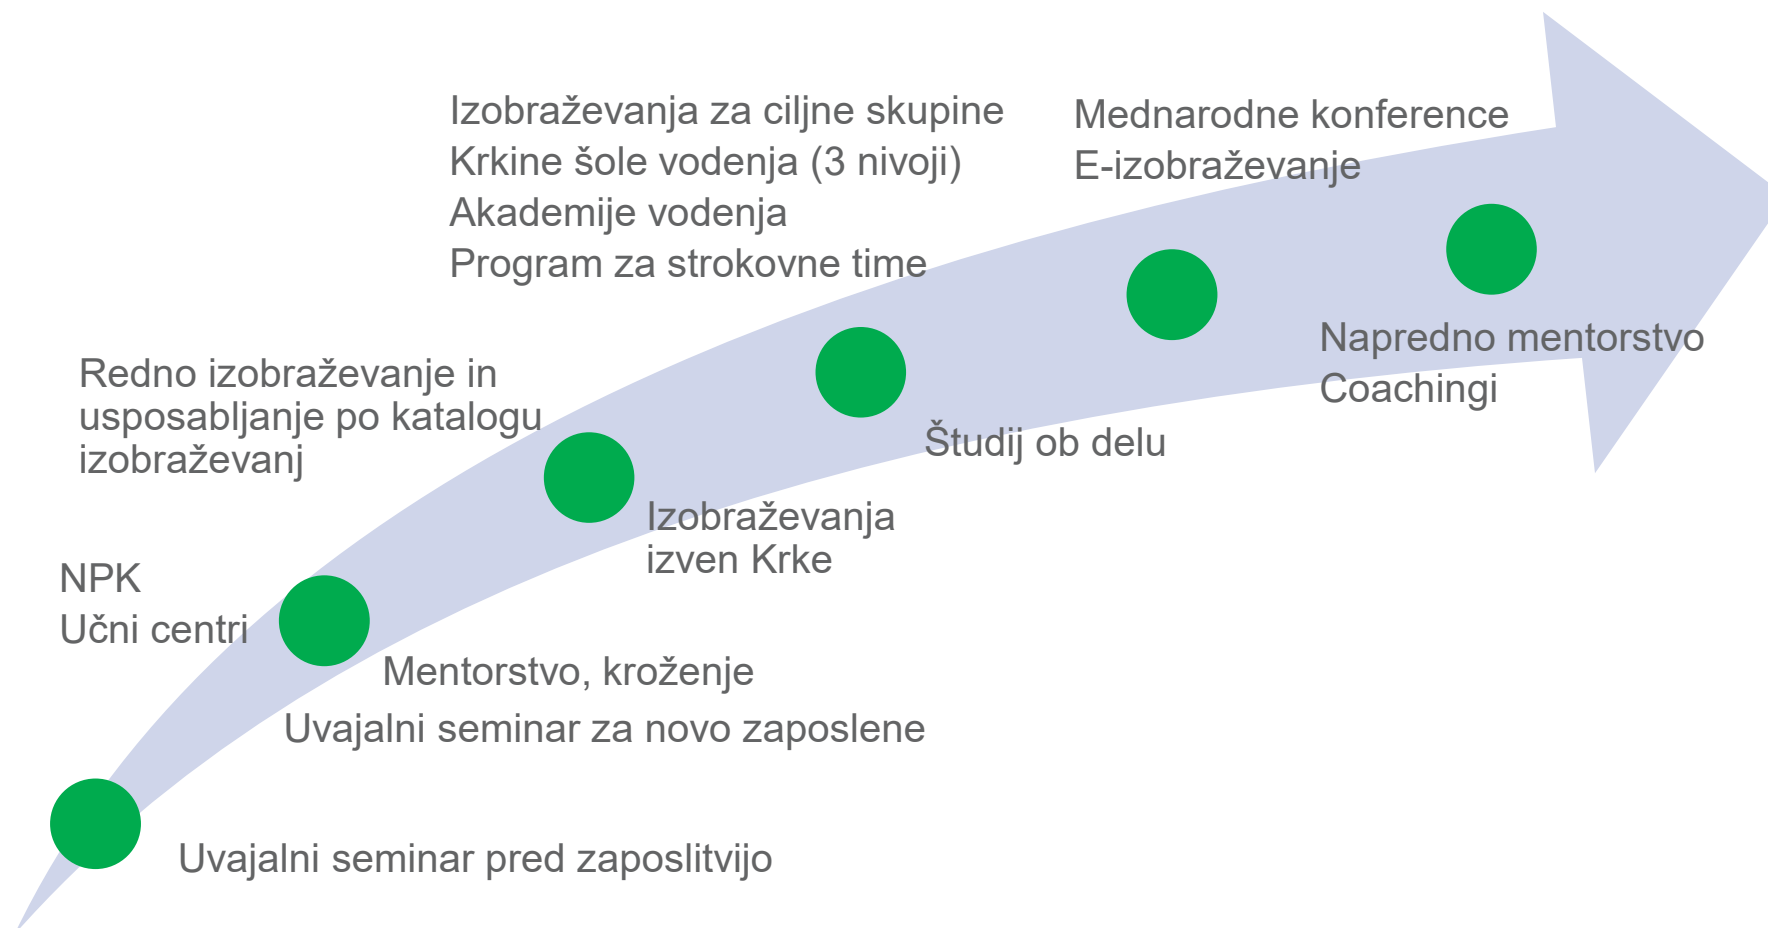 Izobraževanja za ciljne skupine
Krkine šole vodenja (3 nivoji)
Akademije vodenja
Program za strokovne time
Mednarodne konference
E-izobraževanje
Redno izobraževanje in
usposabljanje po katalogu
izobraževanj
Napredno mentorstvo
Coachingi
Študij ob delu
Izobraževanja
izven Krke
NPK
Učni centri
Mentorstvo, kroženje
Uvajalni seminar za novo zaposlene
Uvajalni seminar pred zaposlitvijo